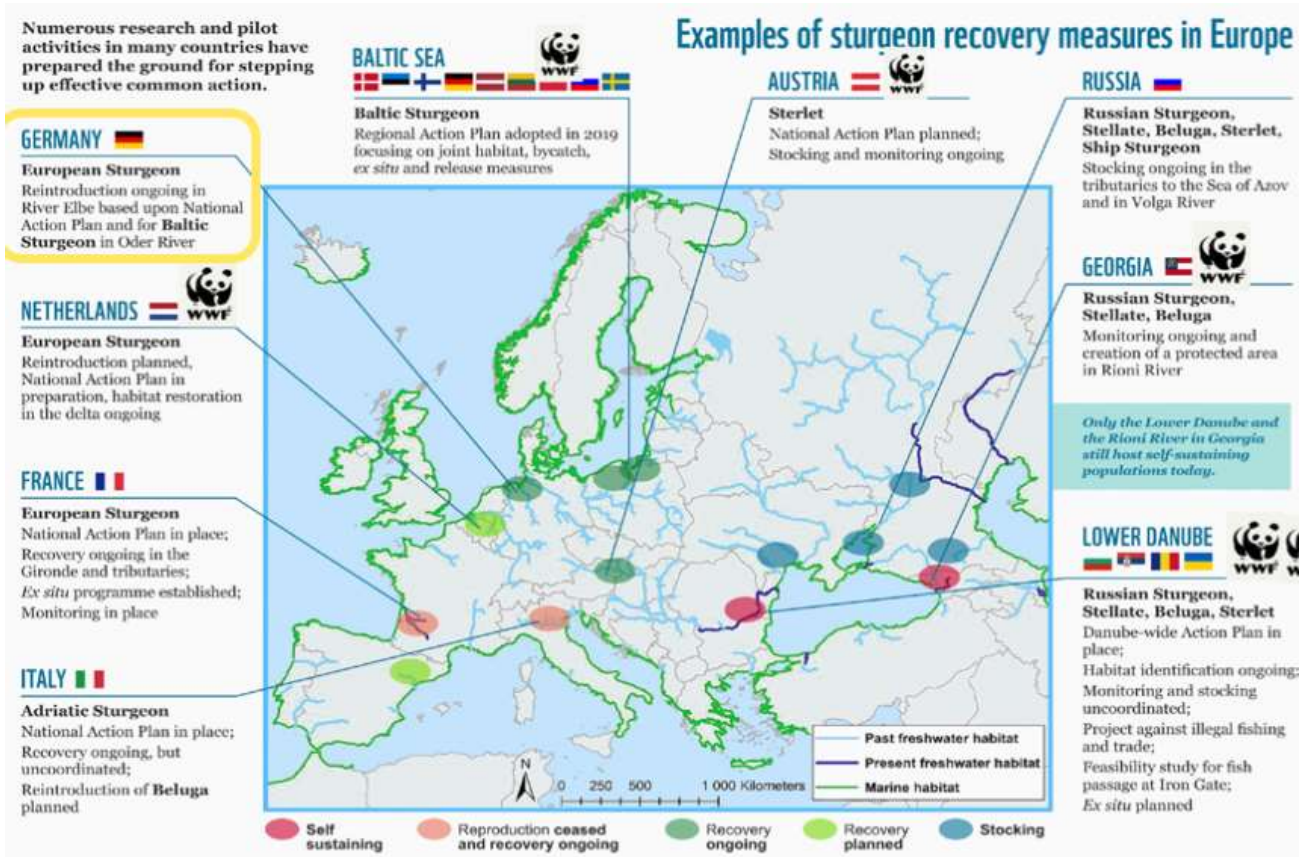 Numerous research and pilot
activities in many countries have
prepared the ground for stepping
up effective common action.
Examples of sturgeon recovery measures in Europe
GERMANY
European Sturgeon
Reintroduction ongoing in
River Elbe based upon National
Action Plan and for Baltic
Sturgeon in Oder River
BALTIC SEA
WWF
Baltic Sturgeon
Regional Action Plan adopted in 2019
focusing on joint habitat, bycatch,
ex situ and release measures
AUSTRIA
WWF
Sterlet
National Action Plan planned;
Stocking and monitoring ongoing
RUSSIA
Russian Sturgeon,
Stellate, Beluga, Sterlet,
Ship Sturgeon
Stocking ongoing in the
tributaries to the Sea of Azov
and in Volga River
NETHERLANDS
WWF
European Sturgeon
Reintroduction planned,
National Action Plan in
preparation, habitat restoration
in the delta ongoing
GEORGIA
WWF
Russian Sturgeon,
Stellate, Beluga
Monitoring ongoing and
creation of a protected area
in Rioni River
Only the Lower Danube and
the Rioni River in Georgia
still host self-sustaining
populations today.
FRANCE
European Sturgeon
National Action Plan in place;
Recovery ongoing in the
Gironde and tributaries;
Ex situ programme established;
Monitoring in place
LOWER DANUBE
WWF
Russian Sturgeon,
Stellate, Beluga, Sterlet
Danube-wide Action Plan in
place;
Habitat identification ongoing;
Monitoring and stocking
uncoordinated;
Project against illegal fishing
and trade;
Feasibility study for fish
passage at Iron Gate;
Ex situ planned
ITALY
Adriatic Sturgeon
National Action Plan in place;
Recovery ongoing, but
uncoordinated;
Reintroduction of Beluga
planned
N
0 250 500 1 000 Kilometers
Past freshwater habitat
Present freshwater habitat
Marine habitat
Self
sustaining
Reproduction ceased
and recovery ongoing
Recovery
ongoing
Recovery
planned
Stocking